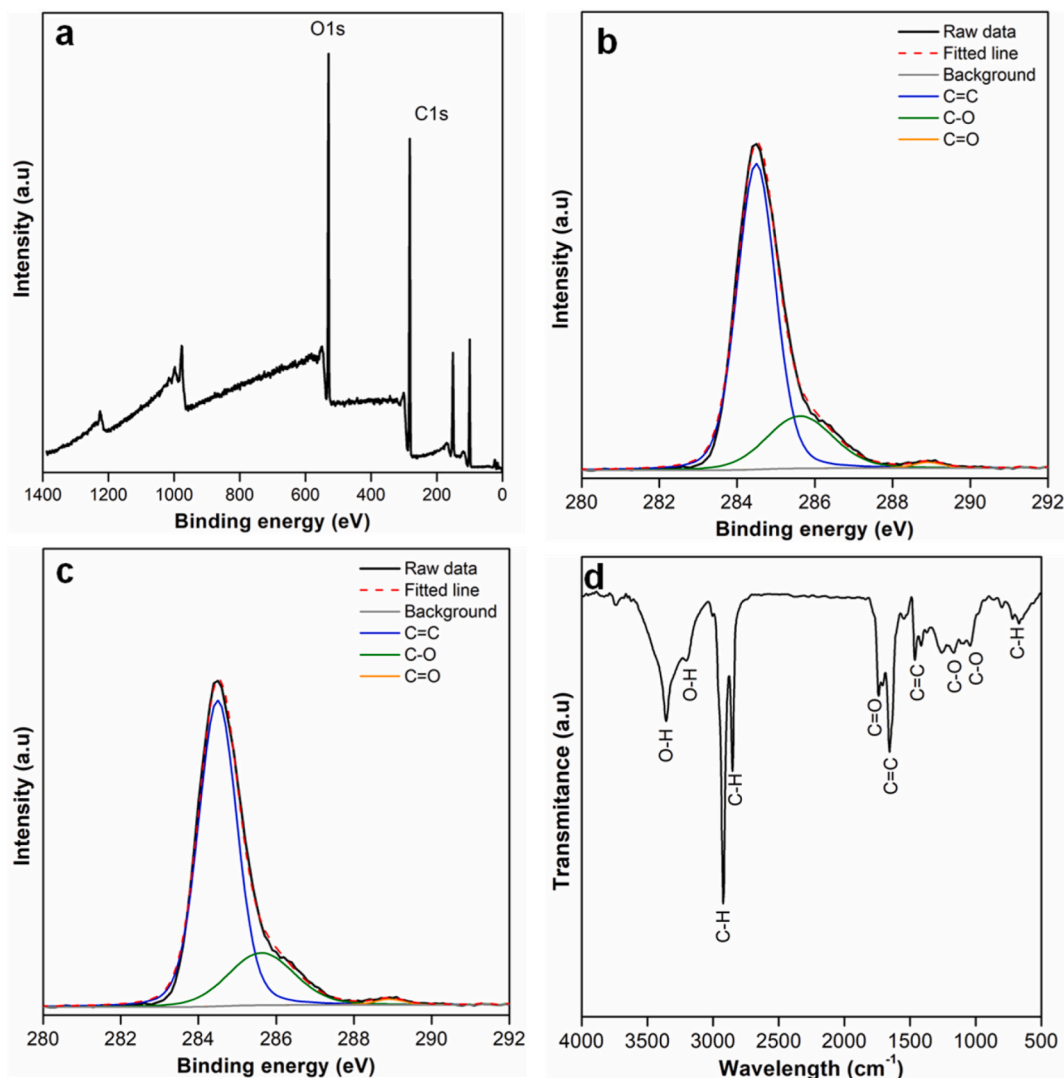 a
O1s
C1s
Intensity (a.u)
1400 1200 1000 800 600 400 200 0
Binding energy (eV)
b
Raw data
Fitted line
Background
C=C
C-O
C=O
Intensity (a.u)
280 282 284 286 288 290 292
Binding energy (eV)
c
Raw data
Fitted line
Background
C=C
C-O
C=O
Intensity (a.u)
280 282 284 286 288 290 292
Binding energy (eV)
d
O-H
O-H
C-H
C-H
C=O
C=C
C=C
C-O
C-O
C-H
Transmitance (a.u)
4000 3500 3000 2500 2000 1500 1000 500
Wavelength (cm⁻¹)